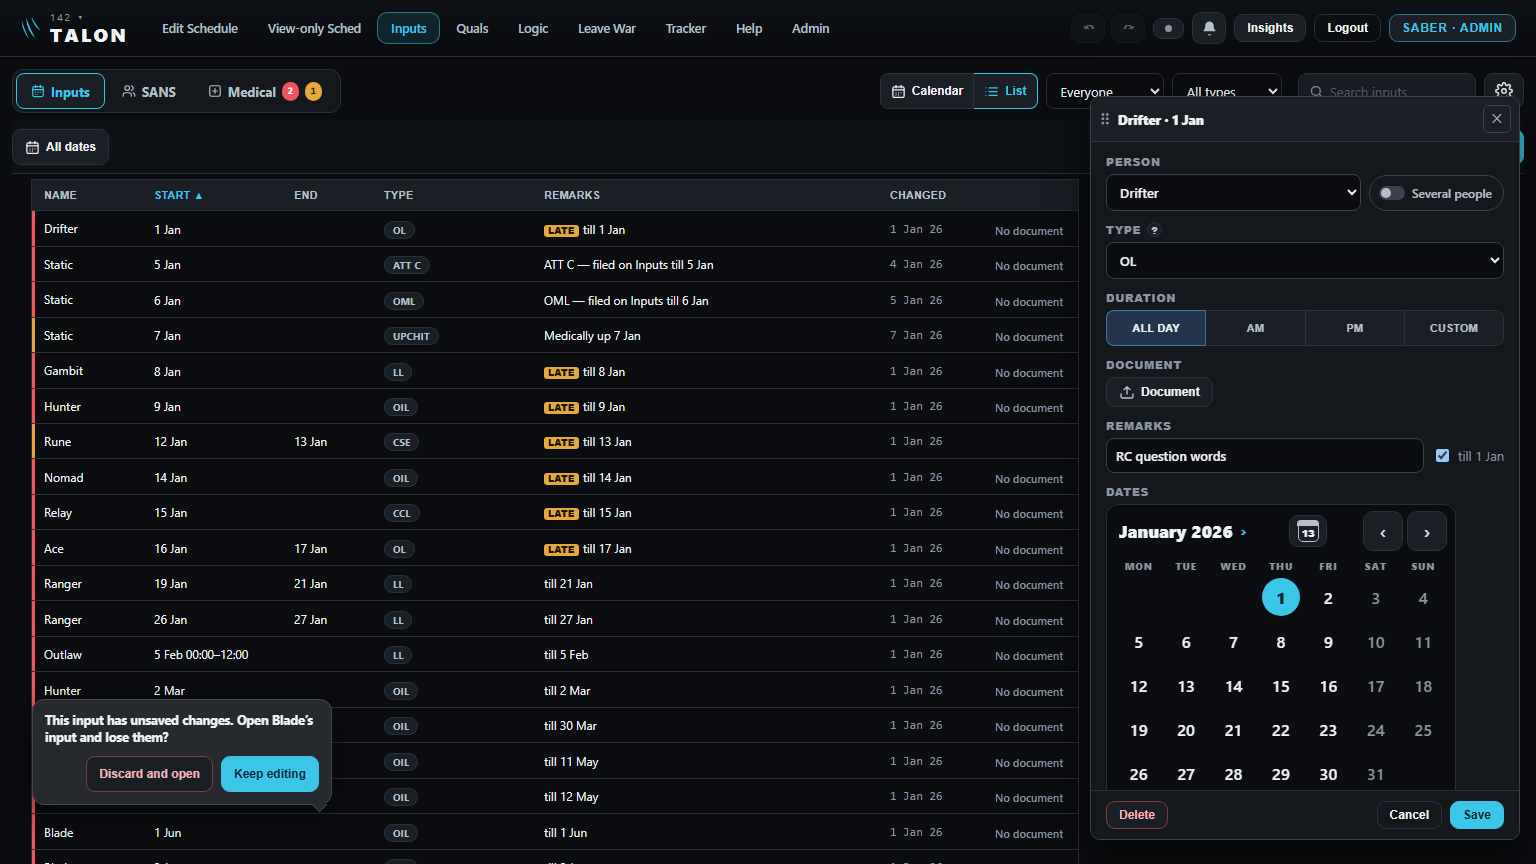 142
TALON
Edit Schedule
View-only Sched
Inputs
Quals
Logic
Leave War
Tracker
Help
Admin
Insights
Logout
SABER · ADMIN
Inputs
SANS
Medical 2 1
Calendar
List
Everyone
All types
Search inputs
All dates
NAME START ▲ END TYPE REMARKS CHANGED
Drifter 1 Jan OL LATE till 1 Jan 1 Jan 26 No document
Static 5 Jan ATT C ATT C — filed on Inputs till 5 Jan 4 Jan 26 No document
Static 6 Jan OML OML — filed on Inputs till 6 Jan 5 Jan 26 No document
Static 7 Jan UPCHIT Medically up 7 Jan 7 Jan 26 No document
Gambit 8 Jan LL LATE till 8 Jan 1 Jan 26 No document
Hunter 9 Jan OIL LATE till 9 Jan 1 Jan 26 No document
Rune 12 Jan 13 Jan CSE LATE till 13 Jan 1 Jan 26
Nomad 14 Jan OIL LATE till 14 Jan 1 Jan 26 No document
Relay 15 Jan CCL LATE till 15 Jan 1 Jan 26 No document
Ace 16 Jan 17 Jan OL LATE till 17 Jan 1 Jan 26 No document
Ranger 19 Jan 21 Jan LL till 21 Jan 1 Jan 26 No document
Ranger 26 Jan 27 Jan LL till 27 Jan 1 Jan 26 No document
Outlaw 5 Feb 00:00–12:00 LL till 5 Feb 1 Jan 26 No document
Hunter 2 Mar OIL till 2 Mar 1 Jan 26 No document
OIL till 30 Mar 1 Jan 26 No document
OIL till 11 May 1 Jan 26 No document
OIL till 12 May 1 Jan 26 No document
Blade 1 Jun OIL till 1 Jun 1 Jan 26 No document
This input has unsaved changes. Open Blade's
input and lose them?
Discard and open
Keep editing
Drifter · 1 Jan
PERSON
Drifter
Several people
TYPE ?
OL
DURATION
ALL DAY AM PM CUSTOM
DOCUMENT
Document
REMARKS
RC question words
till 1 Jan
DATES
January 2026 ›
13
‹ ›
MON TUE WED THU FRI SAT SUN
1 2 3 4
5 6 7 8 9 10 11
12 13 14 15 16 17 18
19 20 21 22 23 24 25
26 27 28 29 30 31
Delete
Cancel
Save